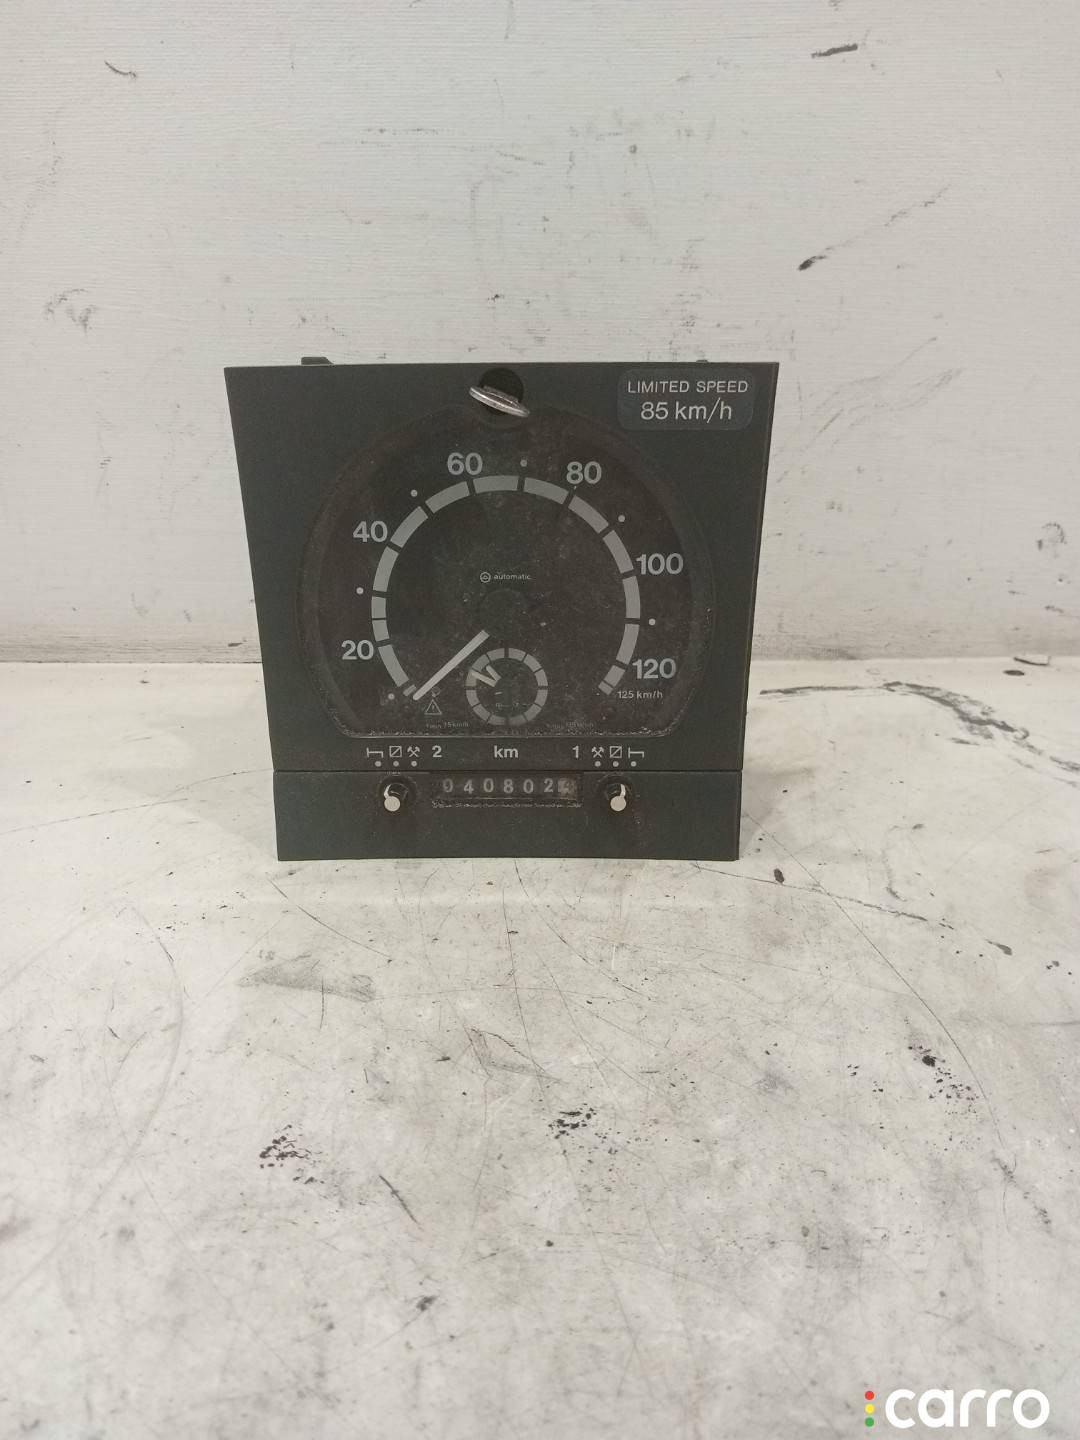 LIMITED SPEED
85 km/h
60 80
40 100
automatic
20 120
125 km/h
2 km 1
040802
carro